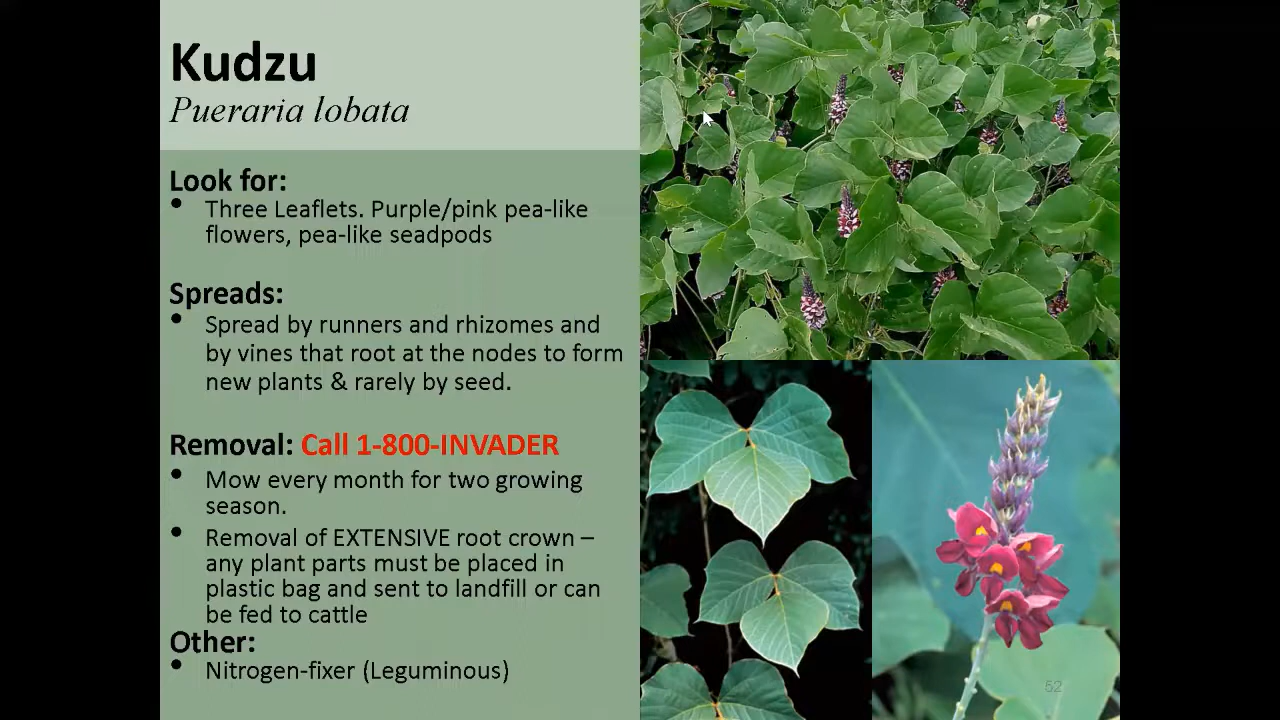 Kudzu
Pueraria lobata
Look for:
• Three Leaflets. Purple/pink pea-like
flowers, pea-like seadpods
Spreads:
• Spread by runners and rhizomes and
by vines that root at the nodes to form
new plants & rarely by seed.
Removal: Call 1-800-INVADER
• Mow every month for two growing
season.
• Removal of EXTENSIVE root crown –
any plant parts must be placed in
plastic bag and sent to landfill or can
be fed to cattle
Other:
• Nitrogen-fixer (Leguminous)
52